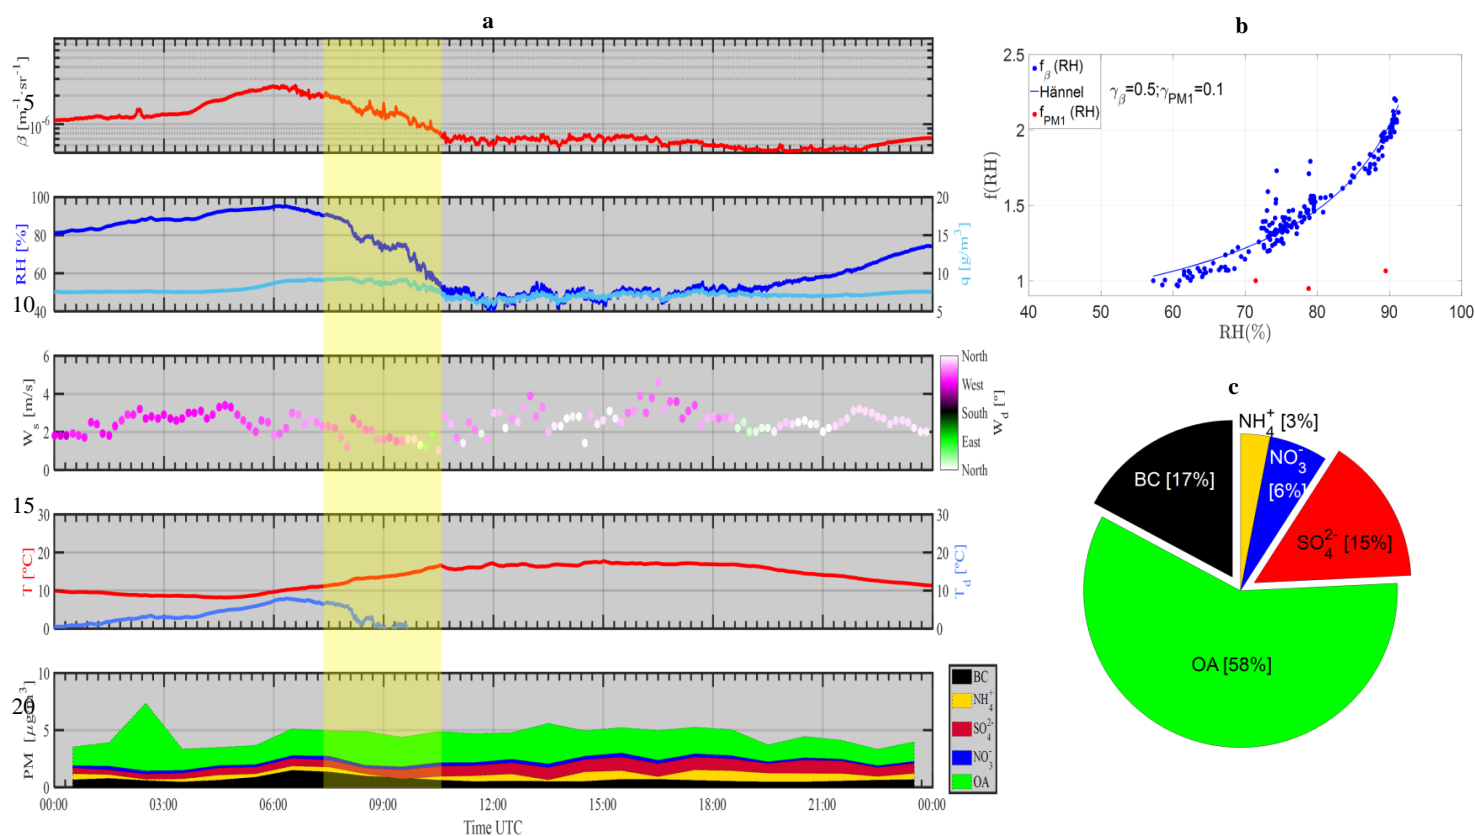 a
β [m⁻¹·sr⁻¹]
5
10⁻⁶
100
80
60
40
RH [%]
10
20
15
10
5
q [g/m³]
6
4
2
0
Wₛ [m/s]
North
West
South
East
North
W_d [º]
15
30
20
10
0
T [ºC]
30
20
10
0
T_d [ºC]
20
10
5
0
PM [µg m³]
BC
NH₄⁺
SO₄²⁻
NO₃⁻
OA
00:00 03:00 06:00 09:00 12:00 15:00 18:00 21:00 00:00
Time UTC
b
2.5
2
1.5
1
f(RH)
f_β (RH)
Hännel
f_PM1 (RH)
γ_β=0.5;γ_PM1=0.1
40 50 60 70 80 90 100
RH(%)
c
NH₄⁺ [3%]
NO₃⁻
[6%]
BC [17%]
SO₄²⁻ [15%]
OA [58%]